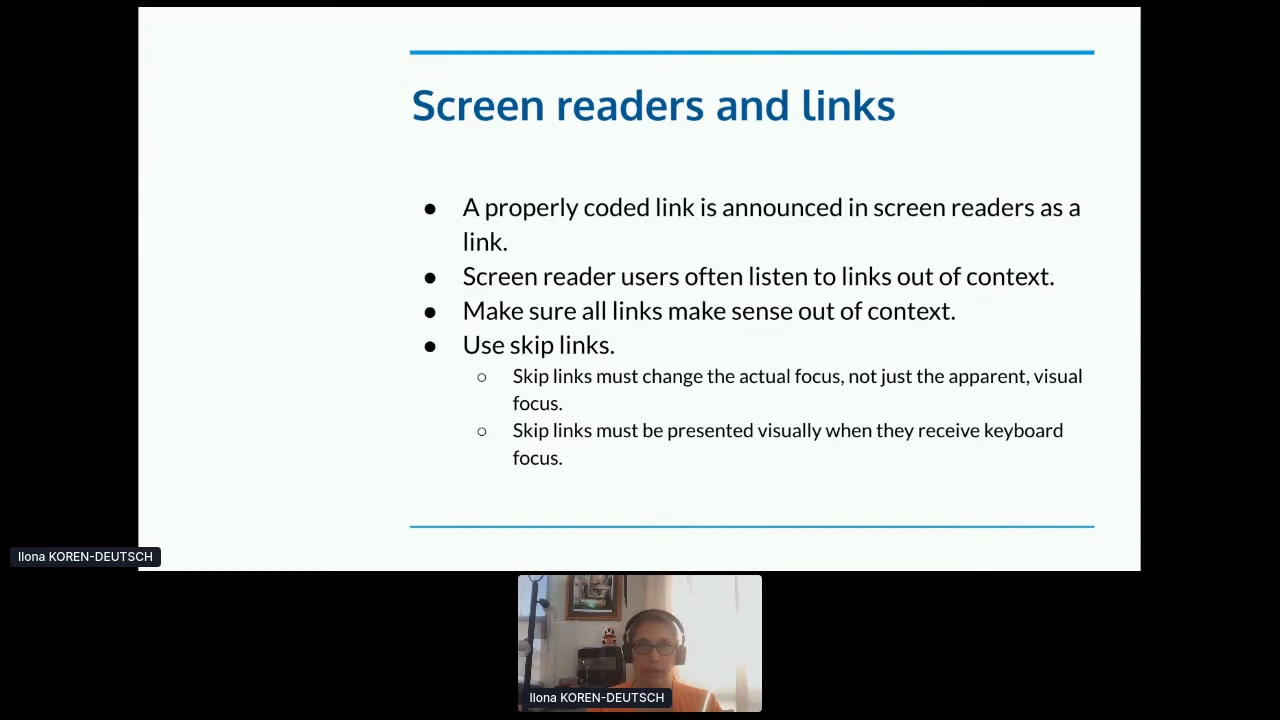 Screen readers and links
● A properly coded link is announced in screen readers as a
link.
● Screen reader users often listen to links out of context.
● Make sure all links make sense out of context.
● Use skip links.
○ Skip links must change the actual focus, not just the apparent, visual
focus.
○ Skip links must be presented visually when they receive keyboard
focus.
Ilona KOREN-DEUTSCH
Ilona KOREN-DEUTSCH